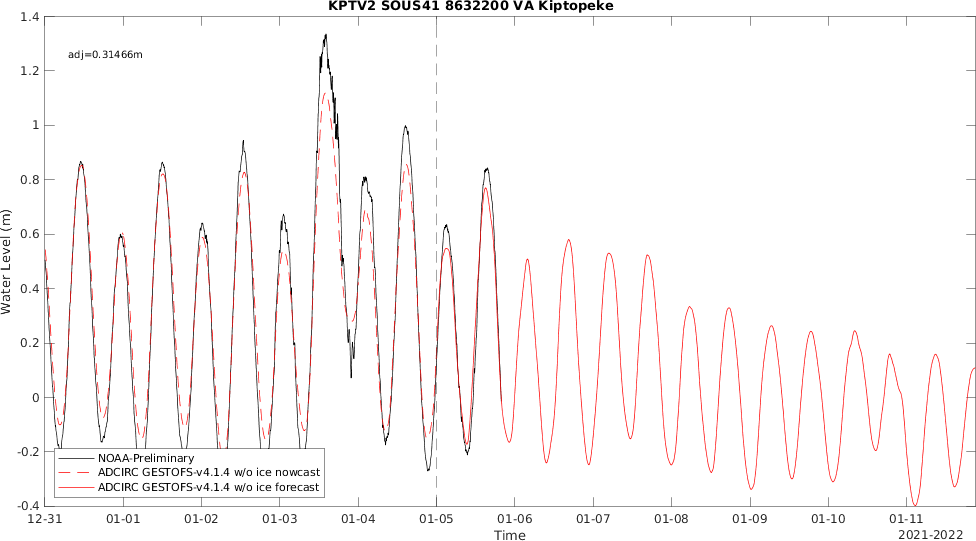 KPTV2 SOUS41 8632200 VA Kiptopeke
adj=0.31466m
1.4
1.2
1
0.8
0.6
0.4
0.2
0
-0.2
-0.4
Water Level (m)
NOAA-Preliminary
ADCIRC GESTOFS-v4.1.4 w/o ice nowcast
ADCIRC GESTOFS-v4.1.4 w/o ice forecast
12-31 01-01 01-02 01-03 01-04 01-05 01-06 01-07 01-08 01-09 01-10 01-11
Time
2021-2022